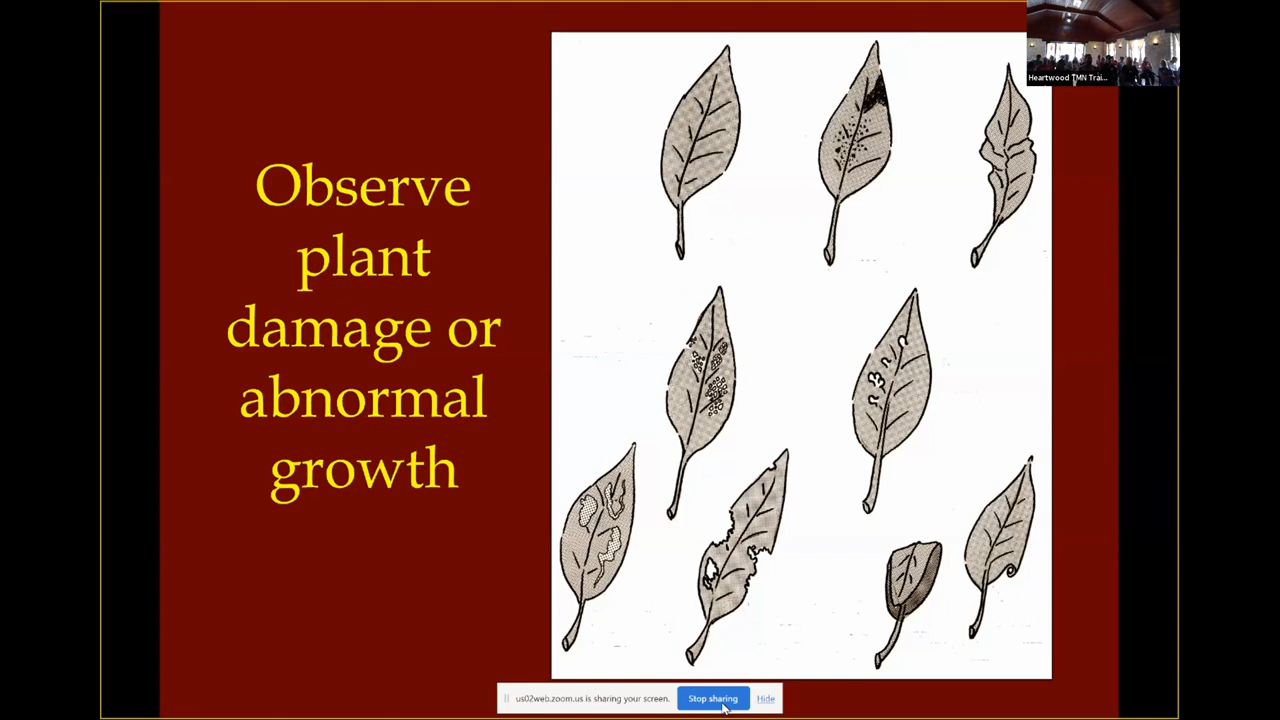 Observe
plant
damage or
abnormal
growth
Heartwood TMN Trai...
us02web.zoom.us is sharing your screen.
Stop sharing
Hide